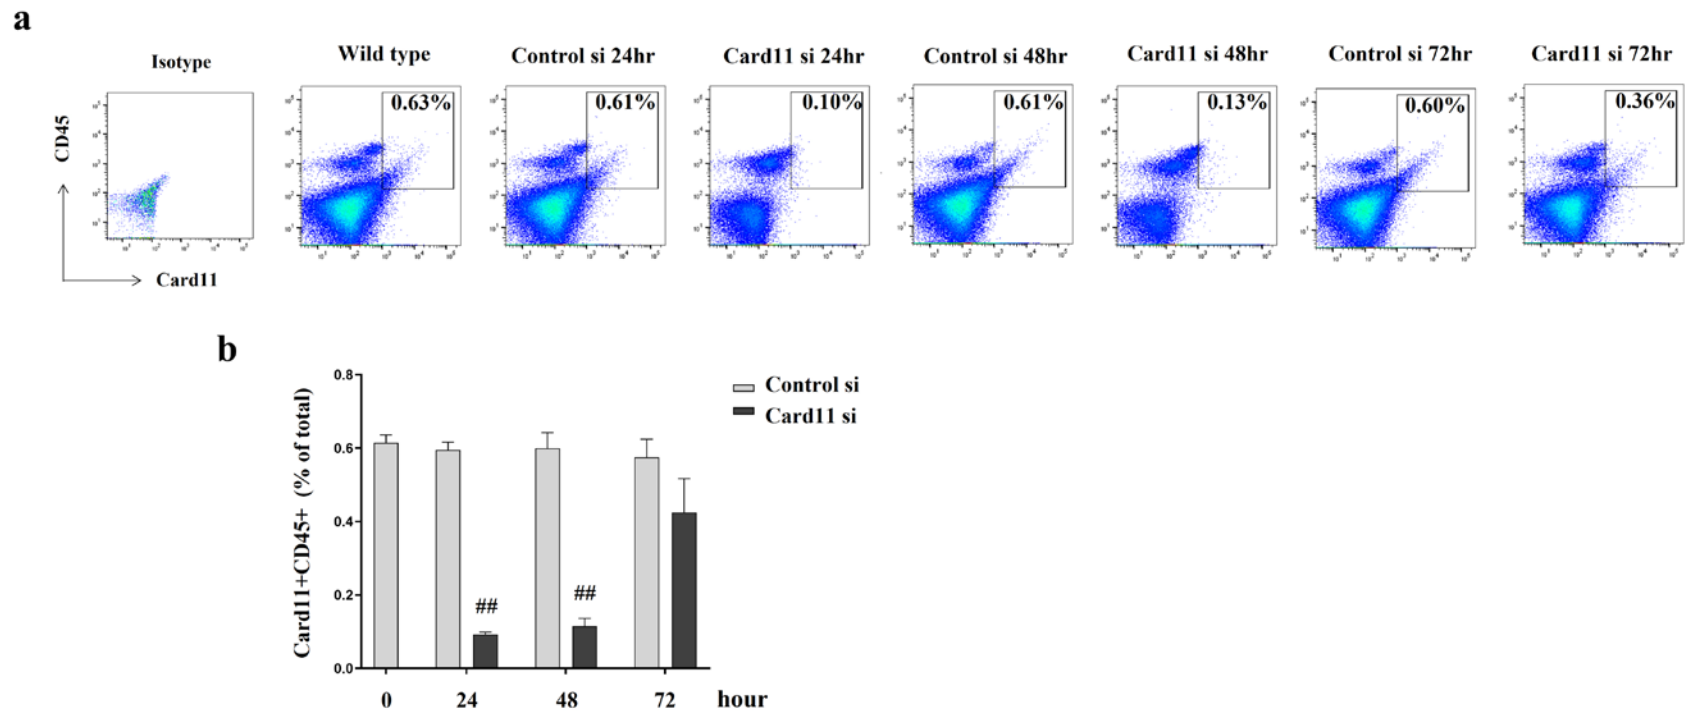 a
Isotype
Wild type
Control si 24hr
Card11 si 24hr
Control si 48hr
Card11 si 48hr
Control si 72hr
Card11 si 72hr
0.63%
0.61%
0.10%
0.61%
0.13%
0.60%
0.36%
CD45
Card11
b
Card11+CD45+ (% of total)
0.8
0.6
0.4
0.2
0.0
##
##
Control si
Card11 si
0 24 48 72 hour